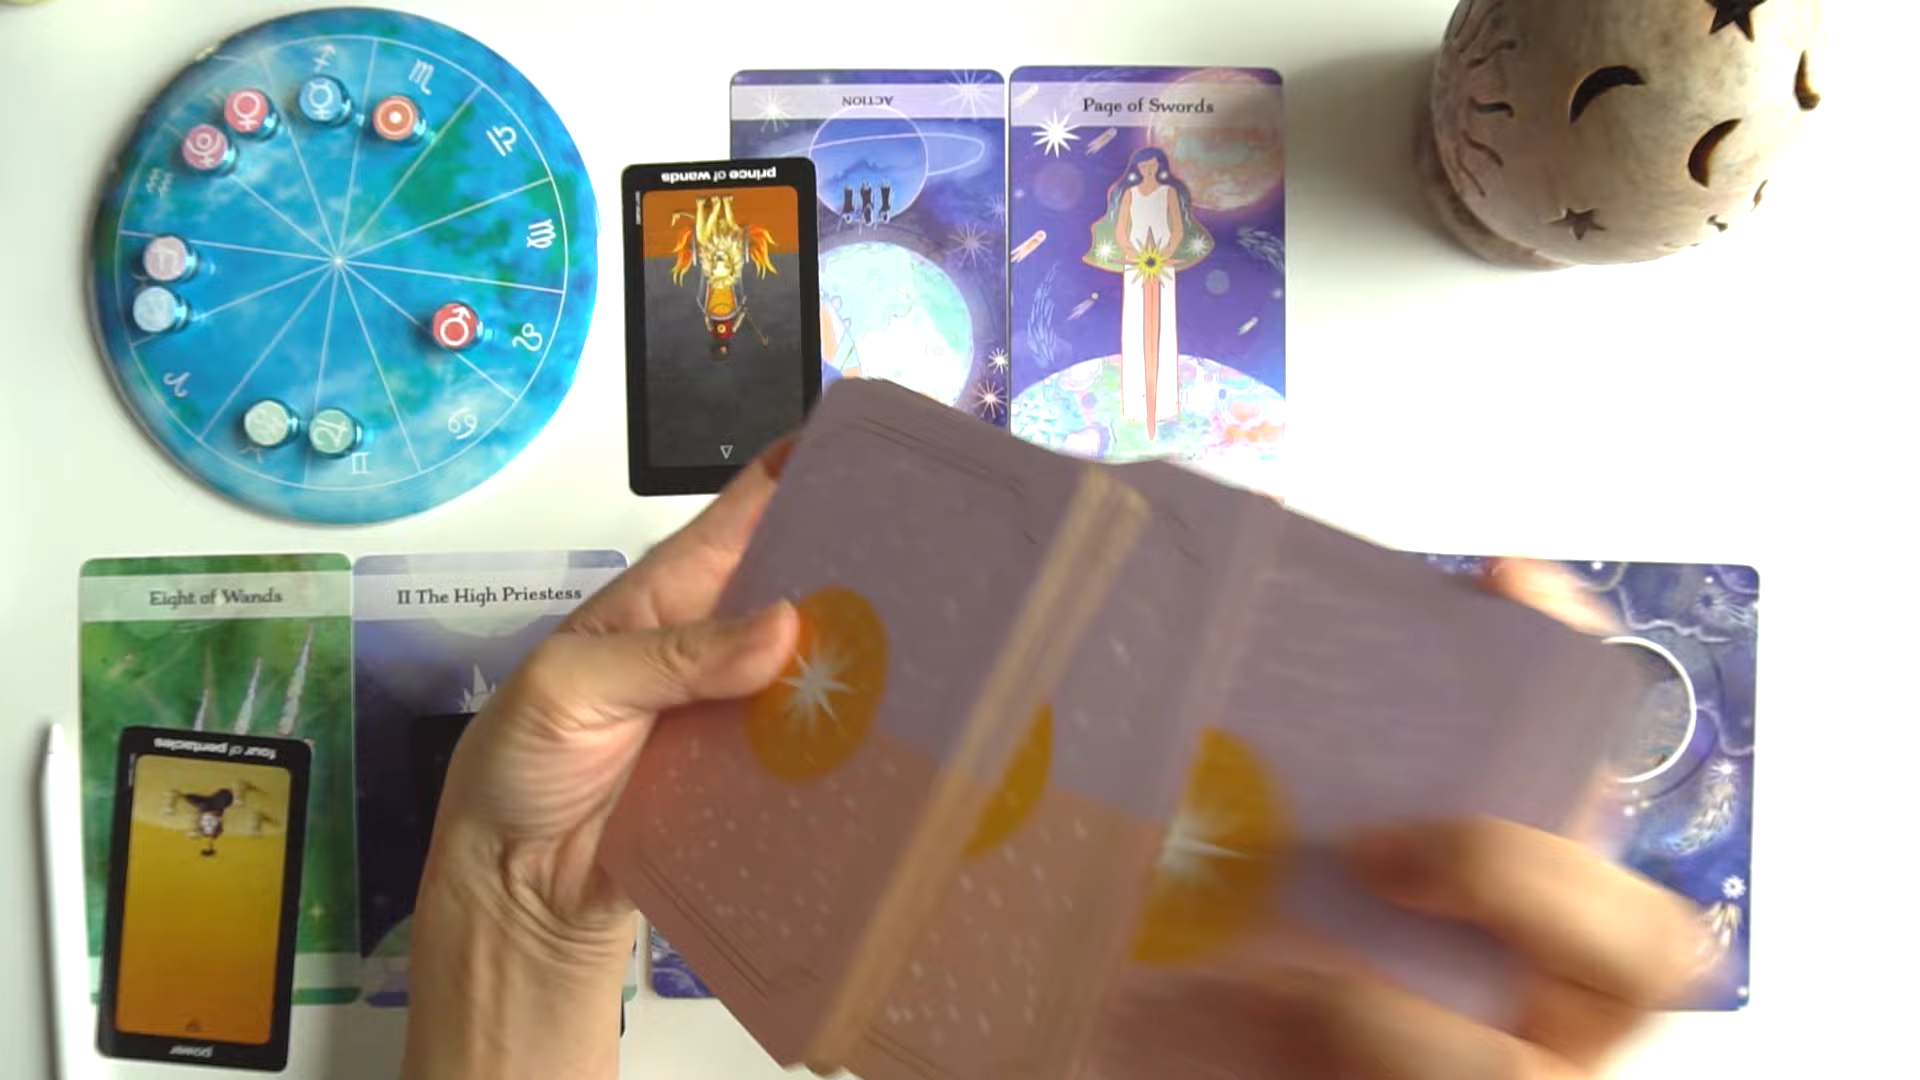 ACTION
Page of Swords
prince of wands
Eight of Wands
II The High Priestess
four of pentacles
power